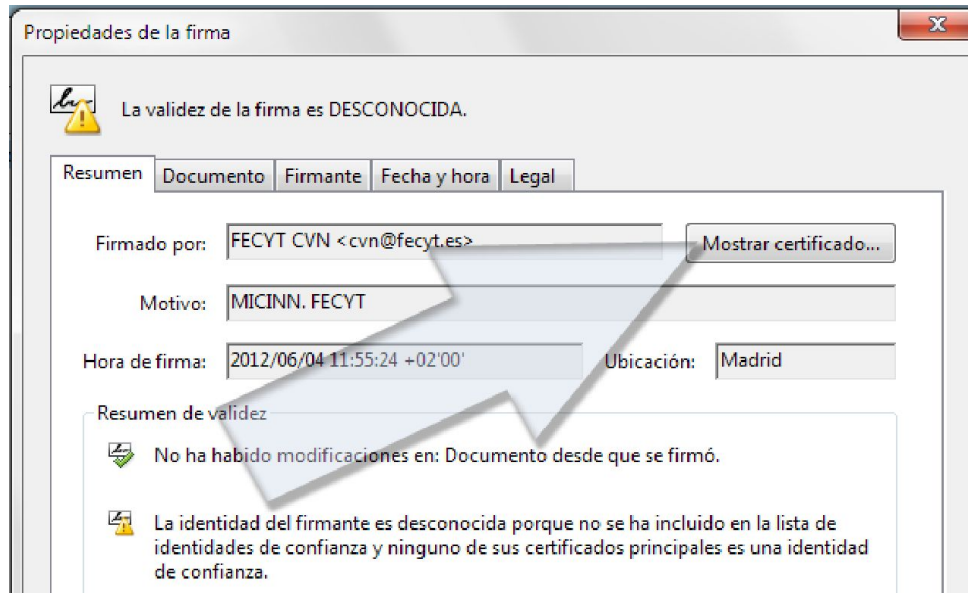 Propiedades de la firma
La validez de la firma es DESCONOCIDA.
Resumen Documento Firmante Fecha y hora Legal
Firmado por: FECYT CVN <cvn@fecyt.es> Mostrar certificado...
Motivo: MICINN. FECYT
Hora de firma: 2012/06/04 11:55:24 +02'00' Ubicación: Madrid
Resumen de validez
No ha habido modificaciones en: Documento desde que se firmó.
La identidad del firmante es desconocida porque no se ha incluido en la lista de
identidades de confianza y ninguno de sus certificados principales es una identidad
de confianza.